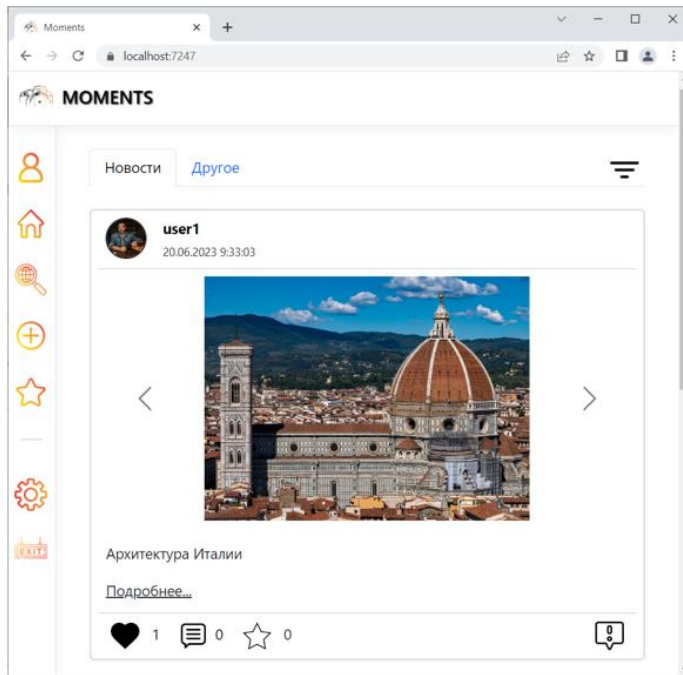 Moments
localhost:7247
MOMENTS
Новости Другое
user1
20.06.2023 9:33:03
Архитектура Италии
Подробнее...
1 0 0
EXIT